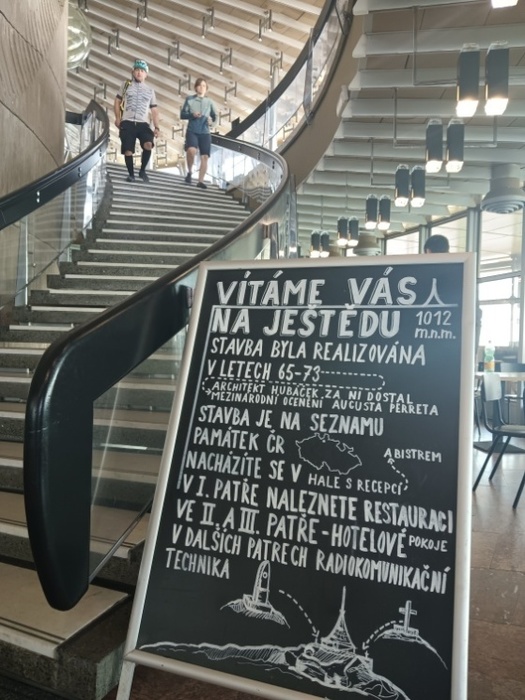 VÍTÁME VÁS
NA JEŠTĚDU 1012
m.n.m.
STAVBA BYLA REALIZOVÁNA
V LETECH 65-73
ARCHITEKT HUBÁČEK ZA NI DOSTAL
MEZINÁRODNÍ OCENĚNÍ AUGUSTA PERRETA
STAVBA JE NA SEZNAMU
PAMÁTEK ČR
A BISTREM
NACHÁZÍTE SE V HALE S RECEPCÍ
V I. PATŘE NALEZNETE RESTAURACI
VE II. A III. PATŘE - HOTELOVÉ POKOJE
V DALŠÍCH PATRECH RADIOKOMUNIKAČNÍ
TECHNIKA